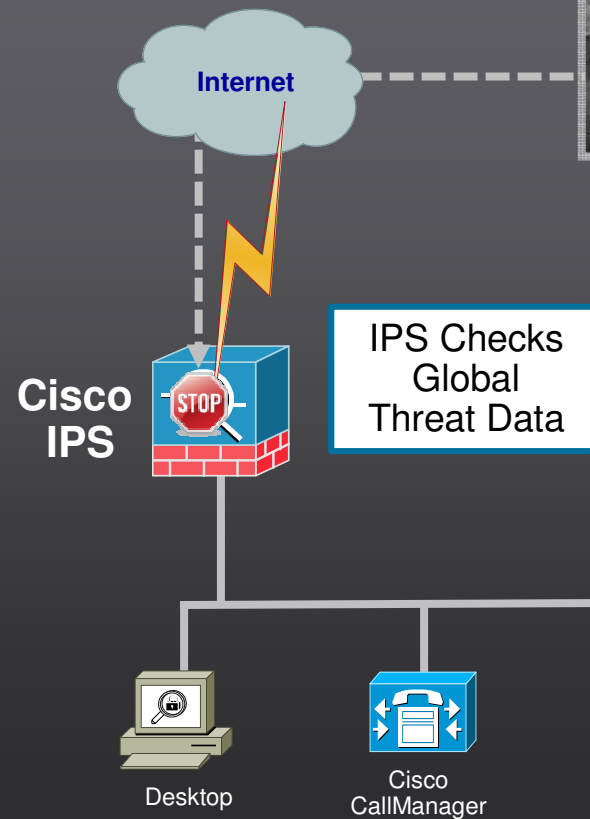 Internet
IPS Checks
Global
Threat Data
Cisco
IPS
STOP
Desktop
Cisco
CallManager